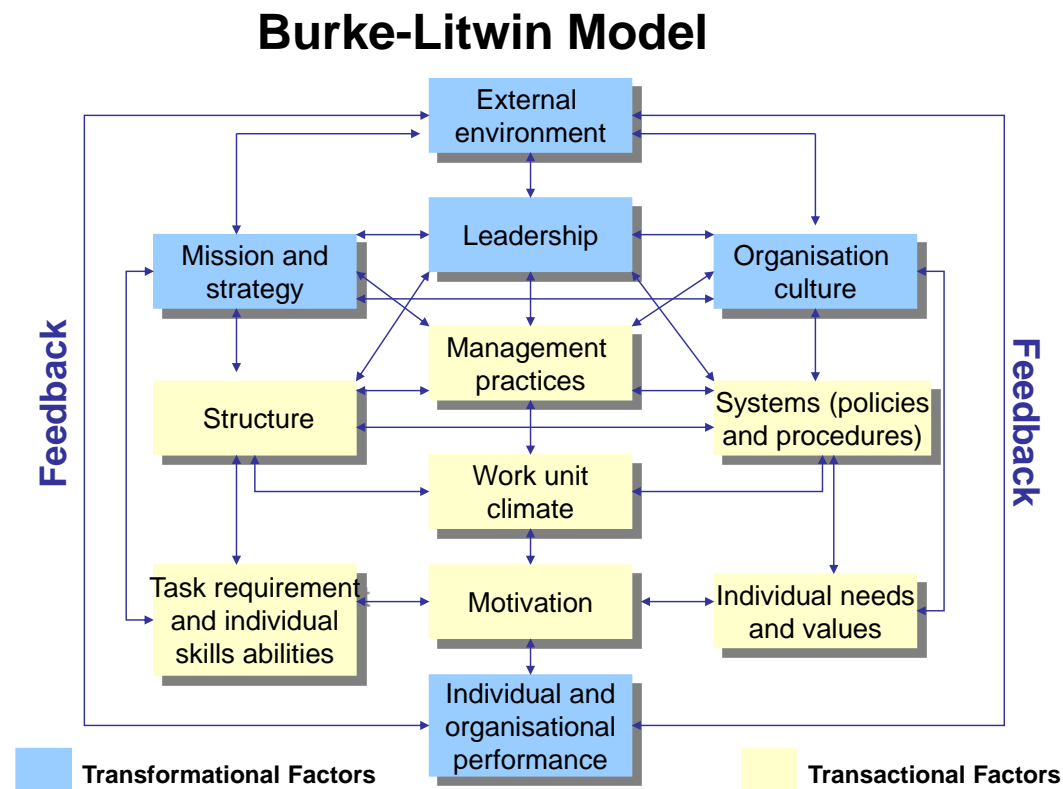 Burke-Litwin Model
External
environment
Leadership
Mission and
strategy
Organisation
culture
Management
practices
Structure
Systems (policies
and procedures)
Work unit
climate
Task requirement
and individual
skills abilities
Motivation
Individual needs
and values
Individual and
organisational
performance
Feedback
Feedback
Transformational Factors
Transactional Factors